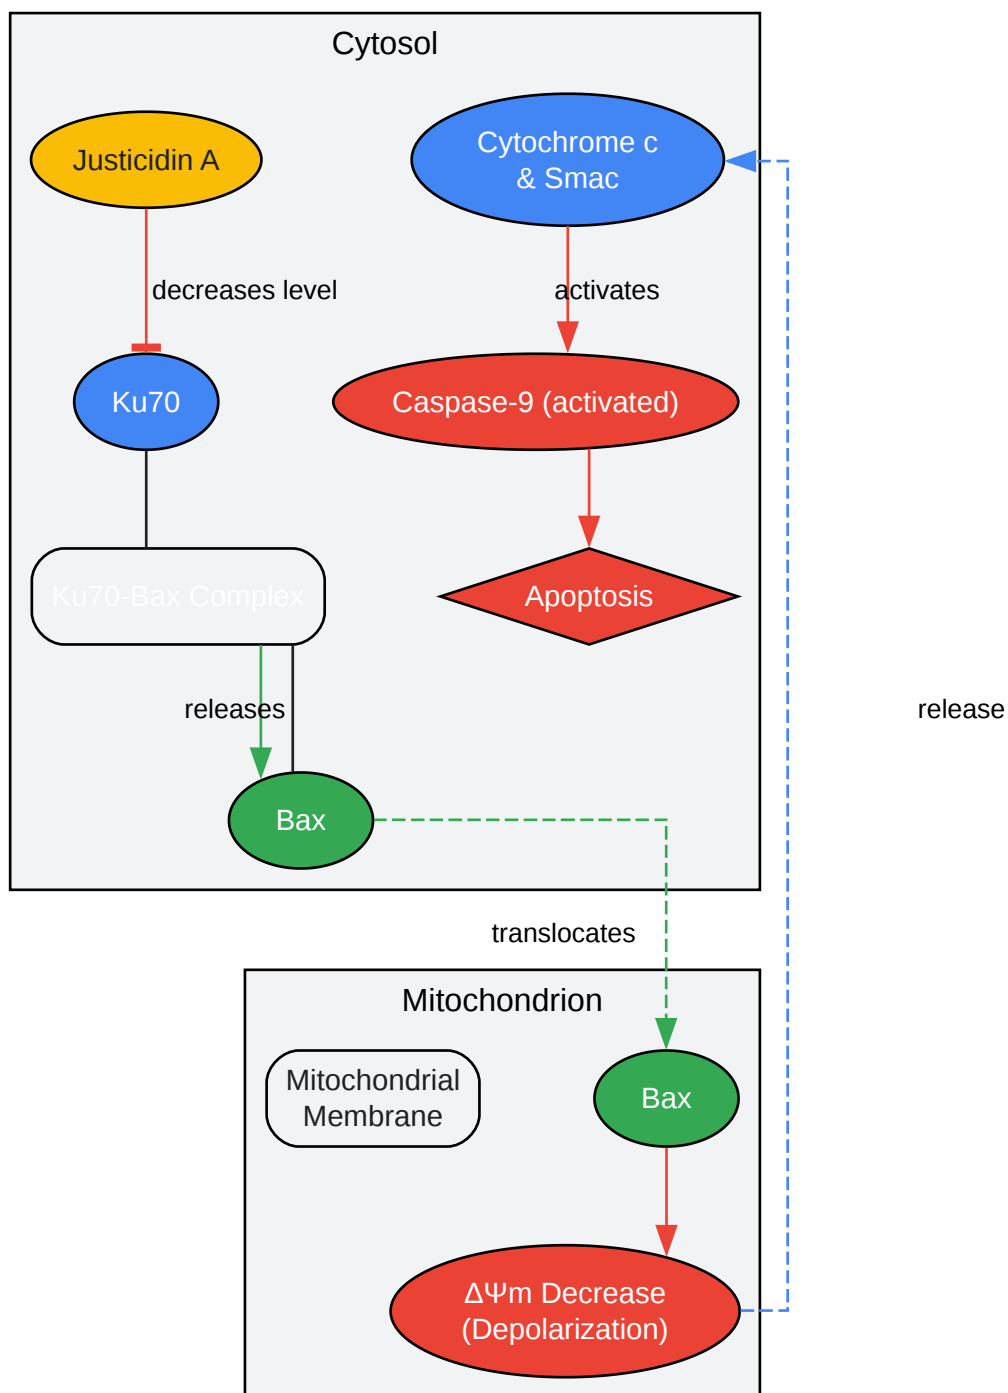 Cytosol
Justicidin A
Cytochrome c
& Smac
decreases level
activates
Ku70
Caspase-9 (activated)
Ku70-Bax Complex
Apoptosis
releases
release
Bax
translocates
Mitochondrion
Mitochondrial
Membrane
Bax
ΔΨm Decrease
(Depolarization)